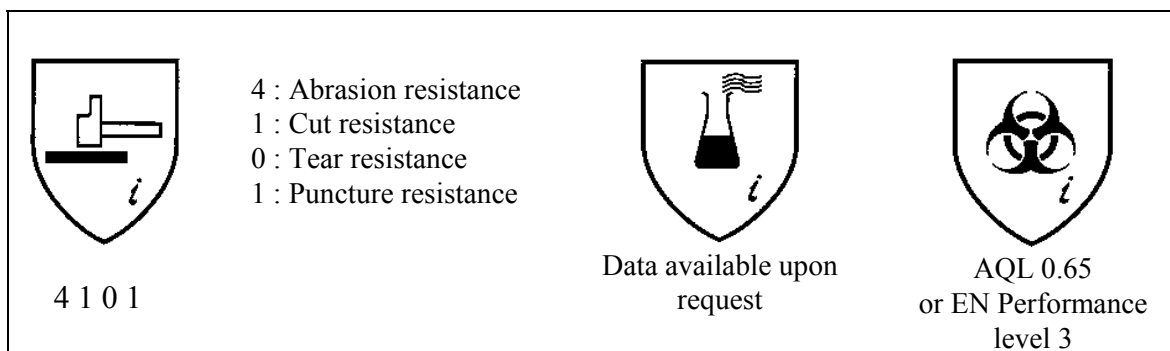 4 : Abrasion resistance
1 : Cut resistance
0 : Tear resistance
1 : Puncture resistance
i
4 1 0 1
i
Data available upon
request
i
AQL 0.65
or EN Performance
level 3